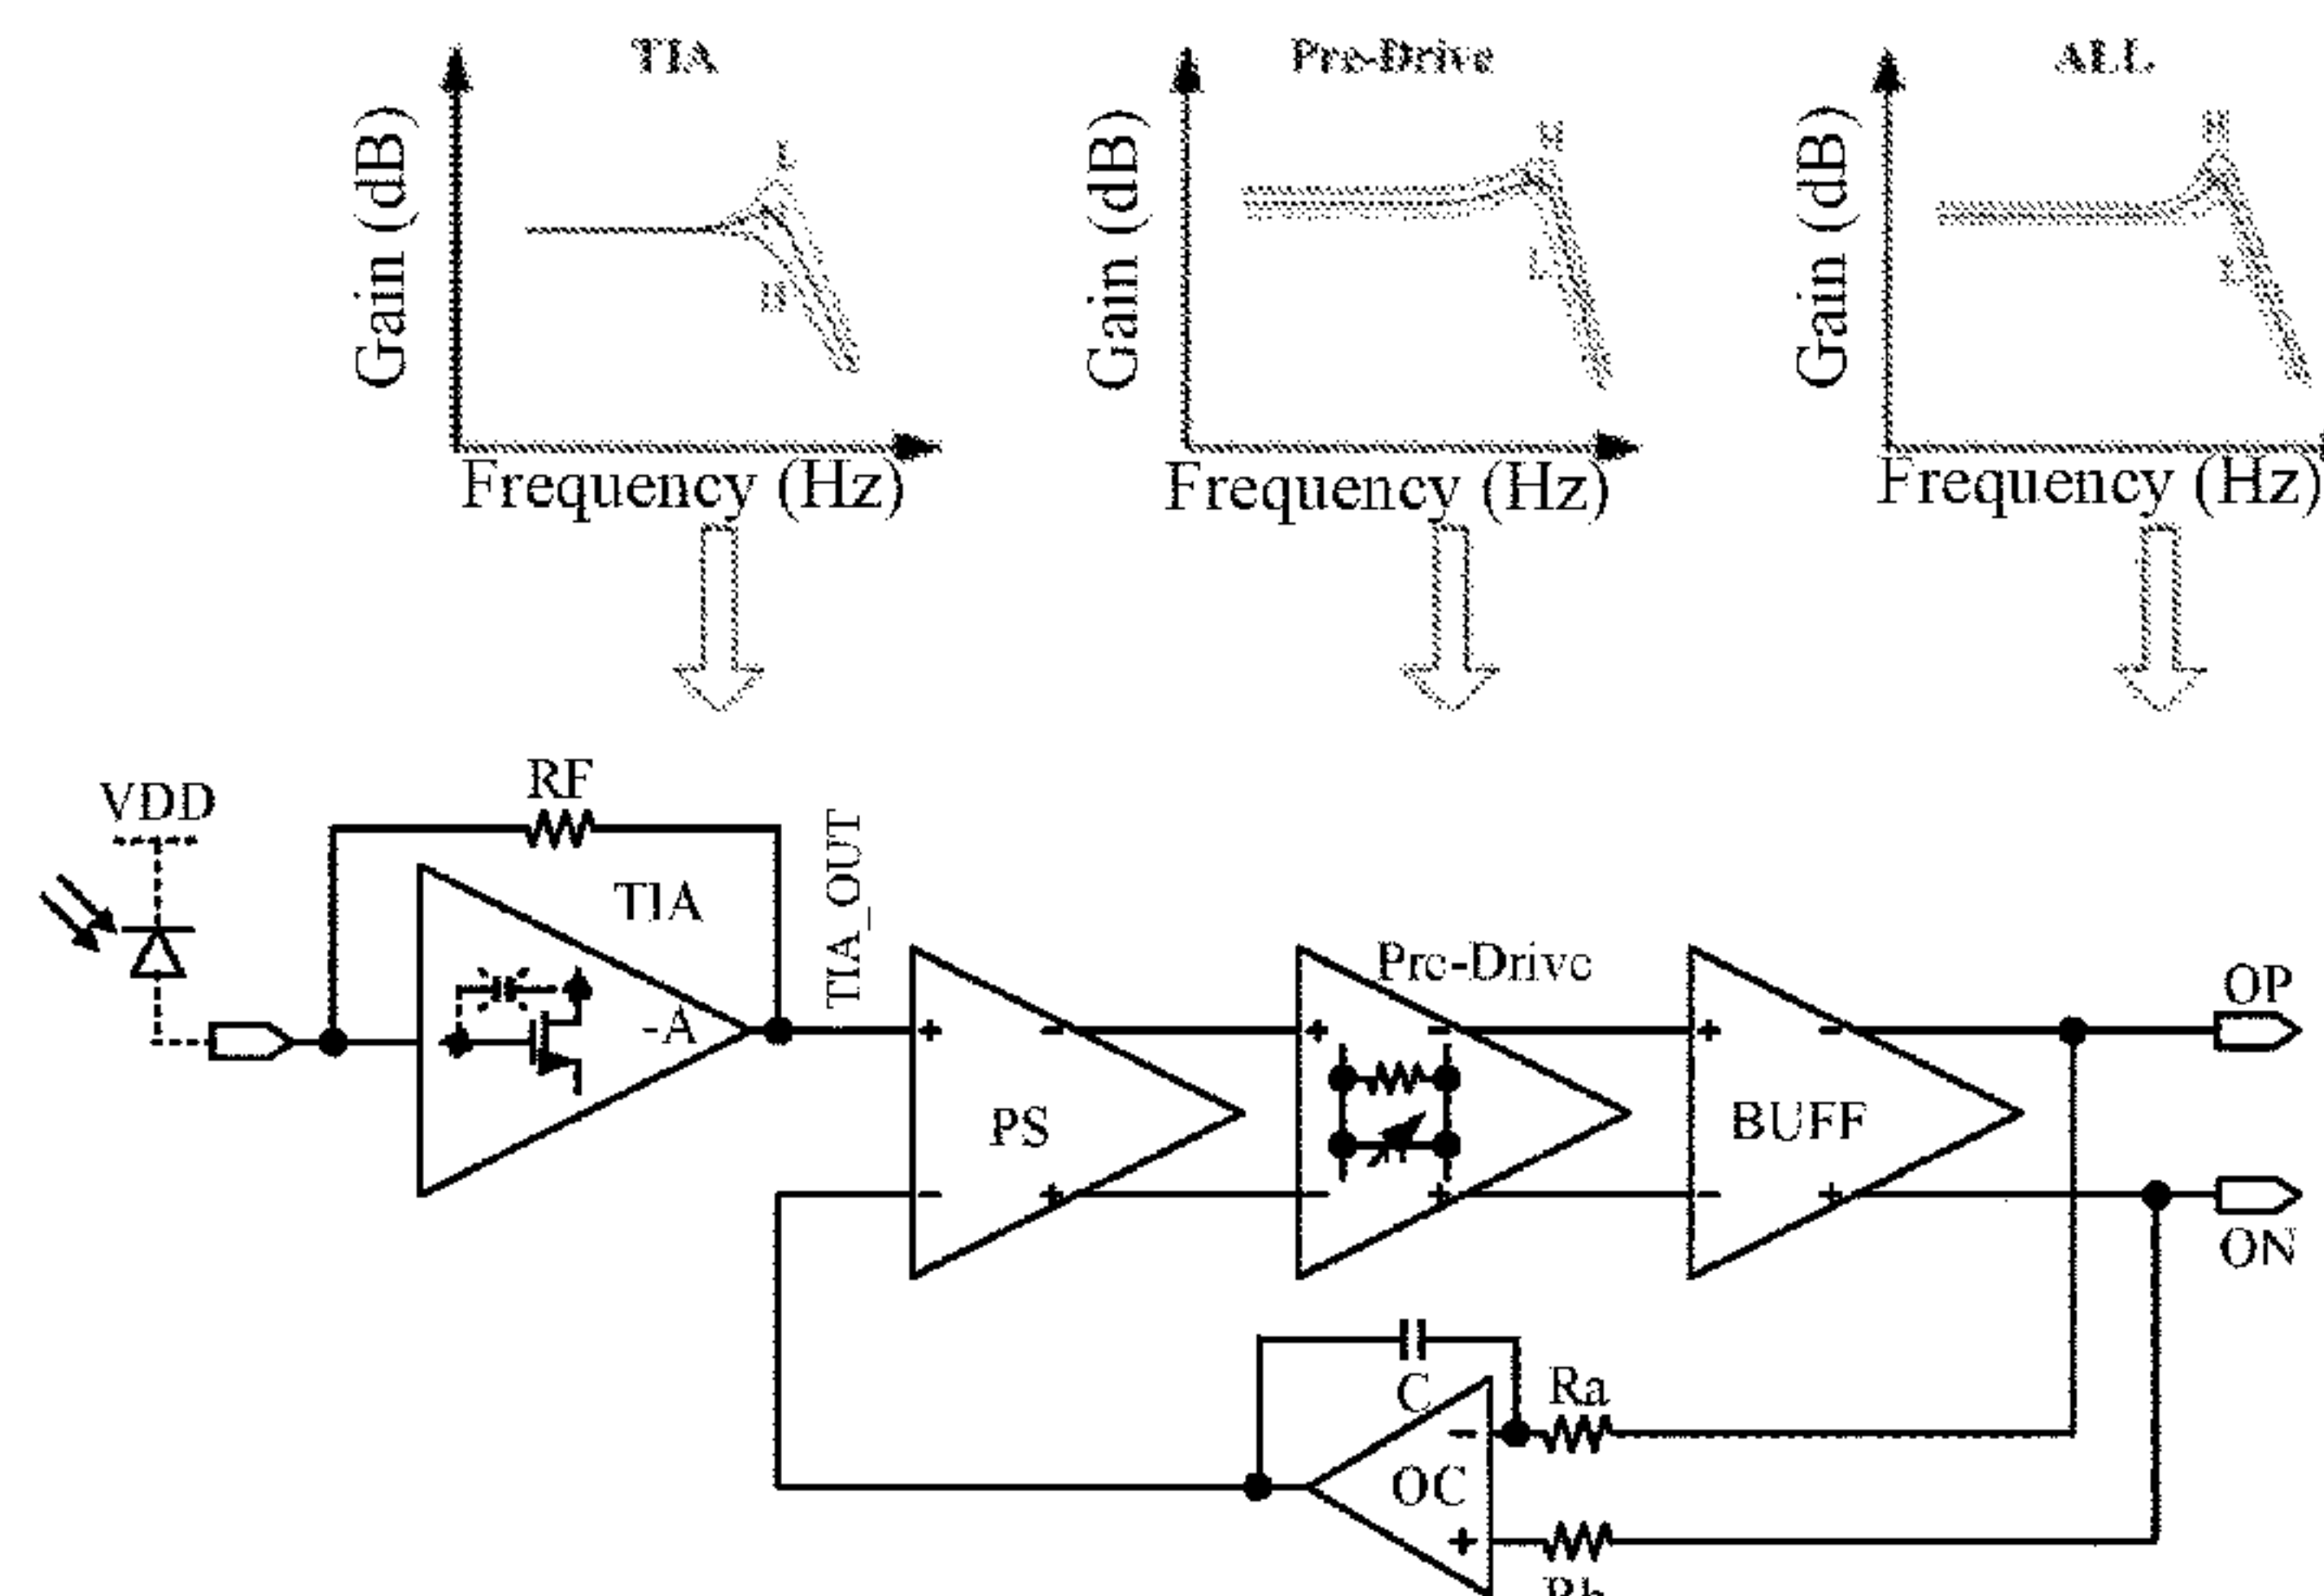 TIA
Pre-Drive
ALL
Gain (dB)
Gain (dB)
Gain (dB)
Frequency (Hz)
Frequency (Hz)
Frequency (Hz)
VDD
RF
TIA
-A
TIA_OUT
+
-
-
+
PS
Pre-Drive
+
-
-
+
+
-
-
+
BUFF
OP
ON
C
Ra
-
OC
+